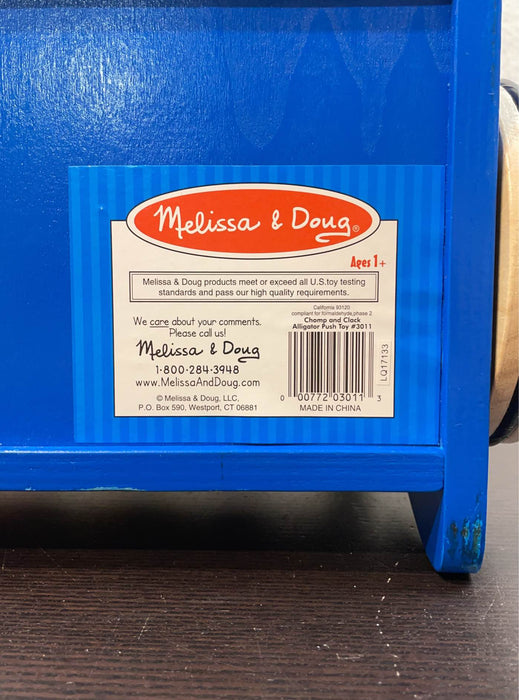 Melissa & Doug®
Ages 1+
Melissa & Doug products meet or exceed all U.S.toy testing
standards and pass our high quality requirements.
We care about your comments.
Please call us!
Melissa & Doug
1-800-284-3948
www.MelissaAndDoug.com
© Melissa & Doug, LLC,
P.O. Box 590, Westport, CT 06881
California 93120
compliant for formaldehyde,phase 2
Chomp and Clack
Alligator Push Toy #3011
0 00772 03011 3
MADE IN CHINA
LQ17133